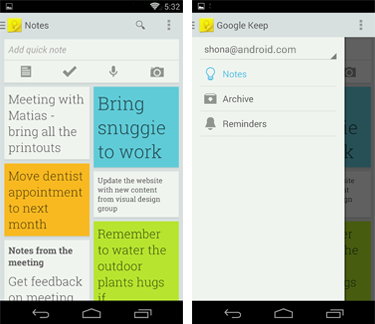 5:32
Notes
Add quick note
Meeting with
Matias -
bring all the
printouts
Bring
snuggie
to work
Move dentist
appointment
to next
month
Update the website
with new content
from visual design
group
Notes from the
meeting
Get feedback
on meeting
Remember
to water the
outdoor
plants hugs
if
Google Keep
shona@android.com
Notes
Archive
Reminders